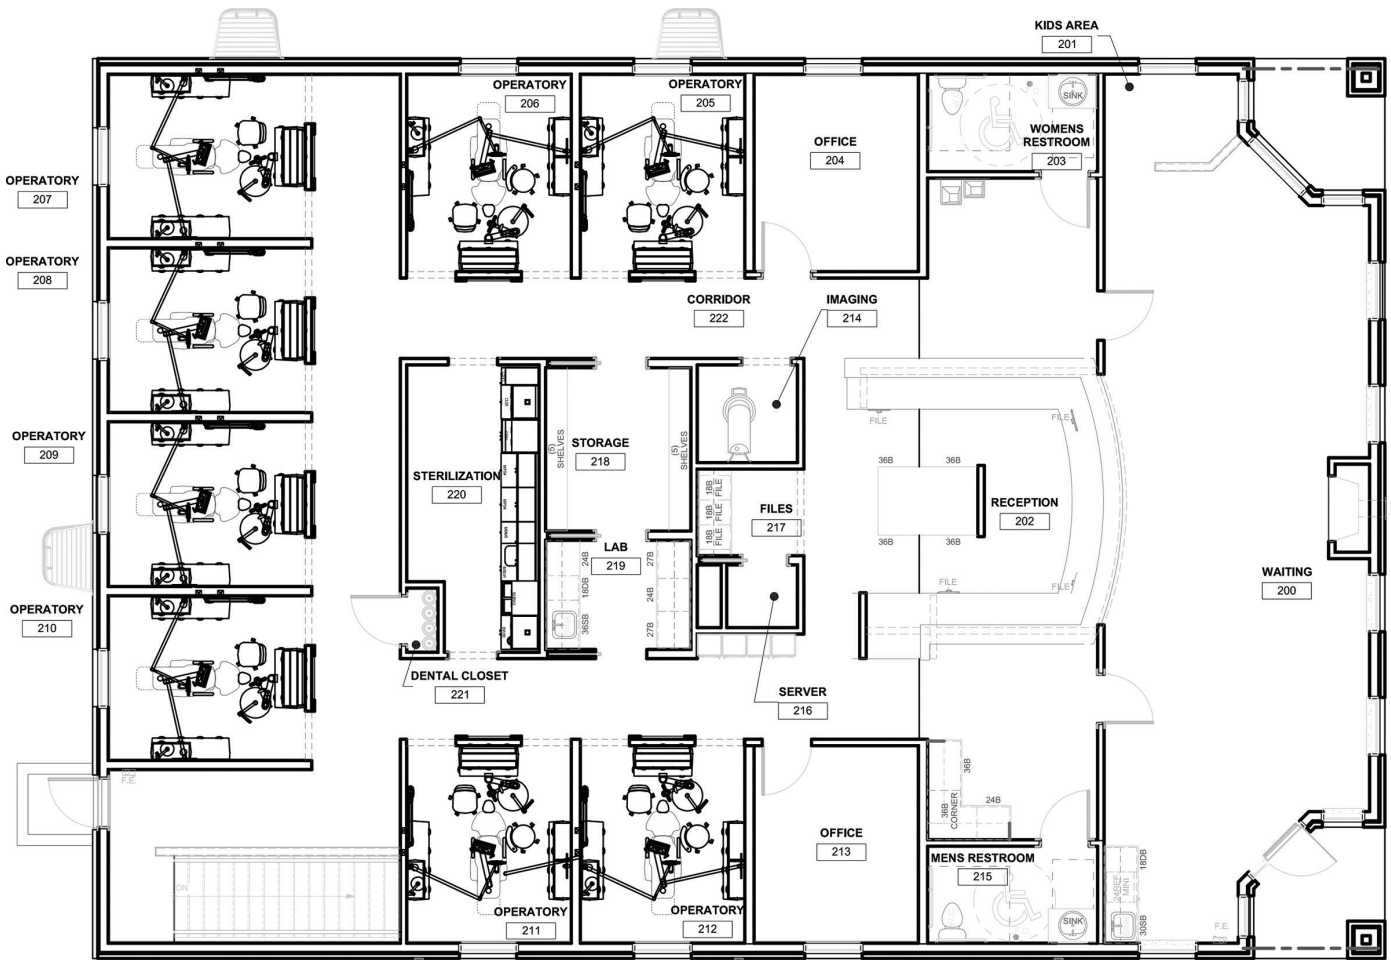 KIDS AREA
201
OPERATORY
206
OPERATORY
205
SINK
WOMENS
RESTROOM
203
OFFICE
204
OPERATORY
207
OPERATORY
208
CORRIDOR
222
IMAGING
214
FILE
FILE
OPERATORY
209
STORAGE
218
(5)
SHELVES
(5)
SHELVES
STERILIZATION
220
36B
36B
18B
FILE
18B
FILE
18B
FILE
FILES
217
RECEPTION
202
36B
36B
LAB
219
24B
18DB
36SB
27B
24B
27B
FILE
FILE
WAITING
200
OPERATORY
210
DENTAL CLOSET
221
SERVER
216
F.E.
36B
36B
CORNER
24B
OFFICE
213
MENS RESTROOM
215
SINK
18DB
24REF
MINI
30SB
F.E.
DN
OPERATORY
211
OPERATORY
212